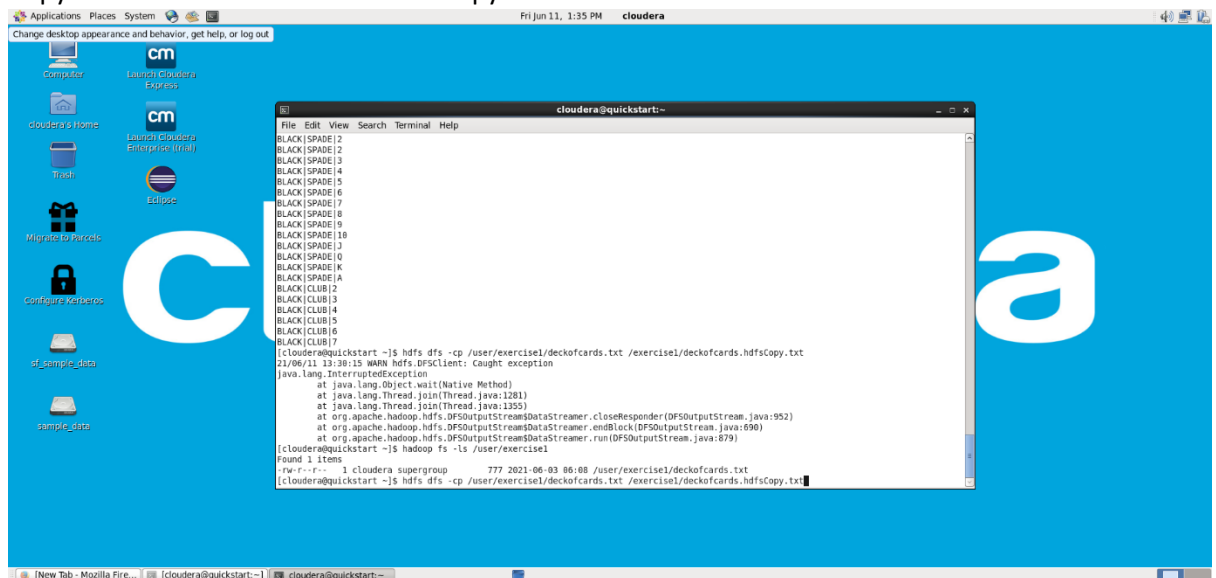 Applications Places System
Fri Jun 11, 1:35 PM cloudera
Change desktop appearance and behavior, get help, or log out
Computer
cm
Launch Cloudera
Express
cloudera's Home
cm
Launch Cloudera
Enterprise (trial)
Trash
Eclipse
Migrate to Parcels
Configure Kerberos
sf_sample_data
sample_data
cloudera@quickstart:~
File Edit View Search Terminal Help
BLACK|SPADE|2
BLACK|SPADE|2
BLACK|SPADE|3
BLACK|SPADE|4
BLACK|SPADE|5
BLACK|SPADE|6
BLACK|SPADE|7
BLACK|SPADE|8
BLACK|SPADE|9
BLACK|SPADE|10
BLACK|SPADE|J
BLACK|SPADE|Q
BLACK|SPADE|K
BLACK|SPADE|A
BLACK|CLUB|2
BLACK|CLUB|3
BLACK|CLUB|4
BLACK|CLUB|5
BLACK|CLUB|6
BLACK|CLUB|7
[cloudera@quickstart ~]$ hdfs dfs -cp /user/exercise1/deckofcards.txt /exercise1/deckofcards.hdfsCopy.txt
21/06/11 13:30:15 WARN hdfs.DFSClient: Caught exception
java.lang.InterruptedException
at java.lang.Object.wait(Native Method)
at java.lang.Thread.join(Thread.java:1281)
at java.lang.Thread.join(Thread.java:1355)
at org.apache.hadoop.hdfs.DFSOutputStream$DataStreamer.closeResponder(DFSOutputStream.java:952)
at org.apache.hadoop.hdfs.DFSOutputStream$DataStreamer.endBlock(DFSOutputStream.java:690)
at org.apache.hadoop.hdfs.DFSOutputStream$DataStreamer.run(DFSOutputStream.java:879)
[cloudera@quickstart ~]$ hadoop fs -ls /user/exercise1
Found 1 items
-rw-r--r-- 1 cloudera supergroup 777 2021-06-03 06:08 /user/exercise1/deckofcards.txt
[cloudera@quickstart ~]$ hdfs dfs -cp /user/exercise1/deckofcards.txt /exercise1/deckofcards.hdfsCopy.txt
[New Tab - Mozilla Fire... [cloudera@quickstart:~] cloudera@quickstart:~